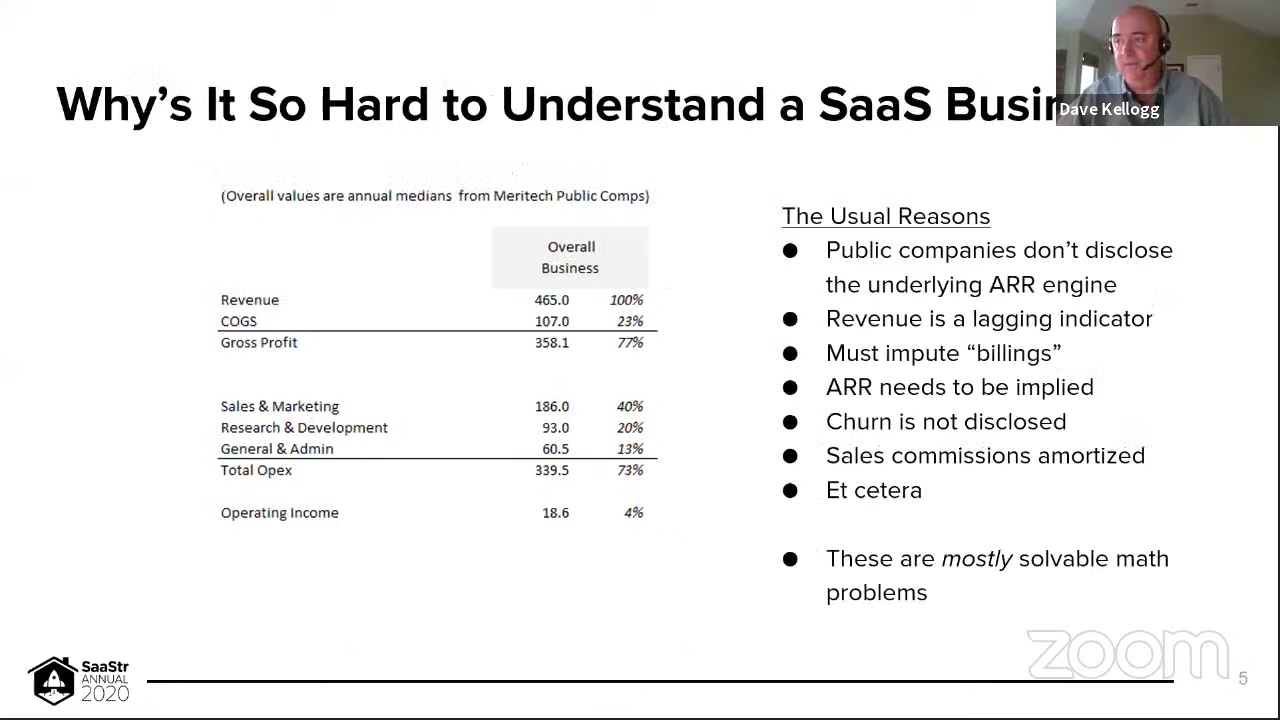 Why's It So Hard to Understand a SaaS Busin
Dave Kellogg
(Overall values are annual medians from Meritech Public Comps)
Overall
Business
Revenue 465.0 100%
COGS 107.0 23%
Gross Profit 358.1 77%
Sales & Marketing 186.0 40%
Research & Development 93.0 20%
General & Admin 60.5 13%
Total Opex 339.5 73%
Operating Income 18.6 4%
The Usual Reasons
● Public companies don't disclose
the underlying ARR engine
● Revenue is a lagging indicator
● Must impute “billings”
● ARR needs to be implied
● Churn is not disclosed
● Sales commissions amortized
● Et cetera
● These are mostly solvable math
problems
zoom
SaaStr
ANNUAL
2020
5